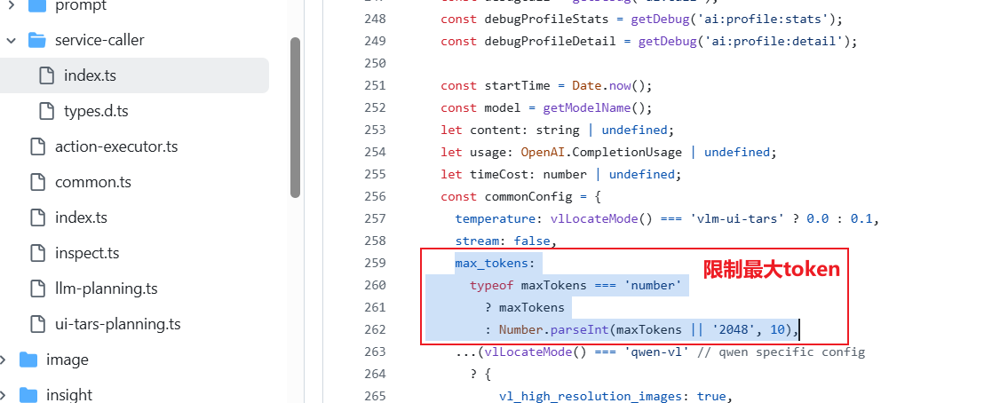 prompt
service-caller
index.ts
types.d.ts
action-executor.ts
common.ts
index.ts
inspect.ts
llm-planning.ts
ui-tars-planning.ts
image
insight
248 const debugProfileStats = getDebug('ai:profile:stats');
249 const debugProfileDetail = getDebug('ai:profile:detail');
250
251 const startTime = Date.now();
252 const model = getModelName();
253 let content: string | undefined;
254 let usage: OpenAI.CompletionUsage | undefined;
255 let timeCost: number | undefined;
256 const commonConfig = {
257 temperature: vlLocateMode() === 'vlm-ui-tars' ? 0.0 : 0.1,
258 stream: false,
259 max_tokens:
限制最大token
260 typeof maxTokens === 'number'
261 ? maxTokens
262 : Number.parseInt(maxTokens || '2048', 10),
263 ...(vlLocateMode() === 'qwen-vl' // qwen specific config
264 ? {
265 vl_high_resolution_images: true,